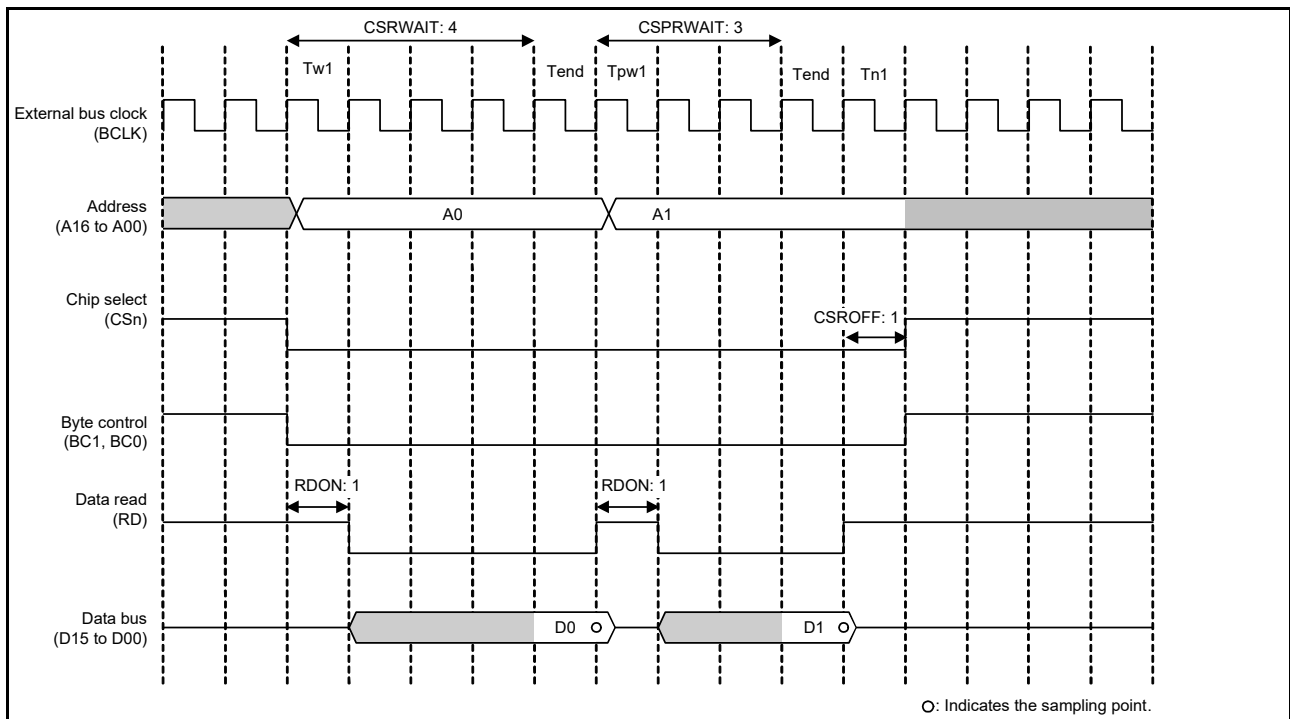 CSRWAIT: 4 CSPRWAIT: 3
Tw1 Tend Tpw1 Tend Tn1
External bus clock
(BCLK)
Address
(A16 to A00)
A0 A1
Chip select
(CSn)
CSROFF: 1
Byte control
(BC1, BC0)
RDON: 1 RDON: 1
Data read
(RD)
Data bus
(D15 to D00)
D0 D1
: Indicates the sampling point.